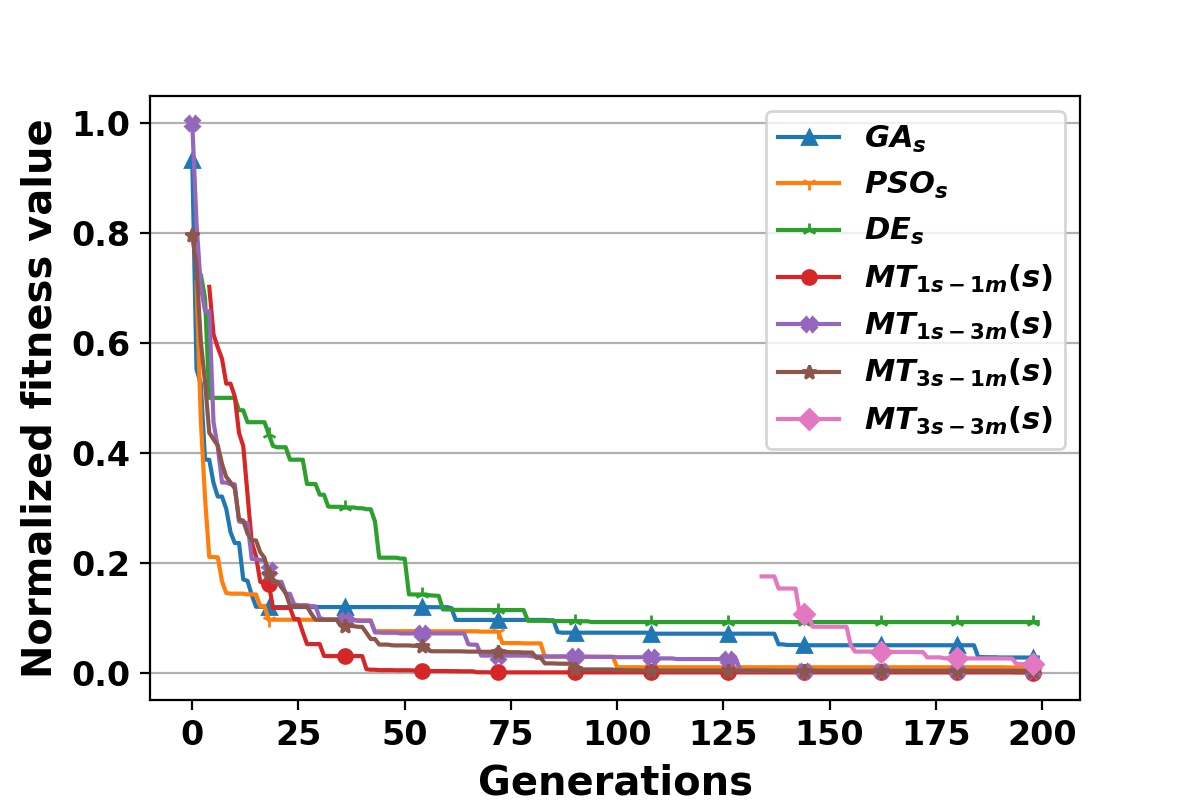 Normalized fitness value
1.0
0.8
0.6
0.4
0.2
0.0
GAs
PSOs
DEs
MT1s−1m(s)
MT1s−3m(s)
MT3s−1m(s)
MT3s−3m(s)
0 25 50 75 100 125 150 175 200
Generations